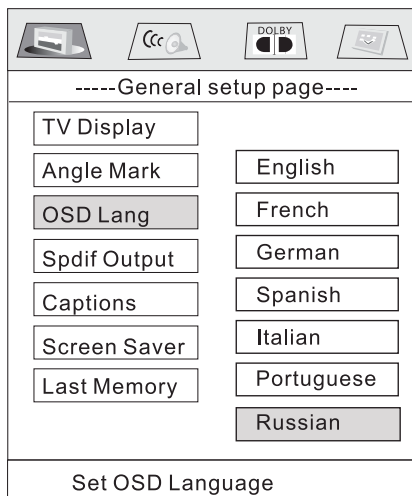 DOLBY
-----General setup page----
TV Display
Angle Mark
OSD Lang
Spdif Output
Captions
Screen Saver
Last Memory
English
French
German
Spanish
Italian
Portuguese
Russian
Set OSD Language